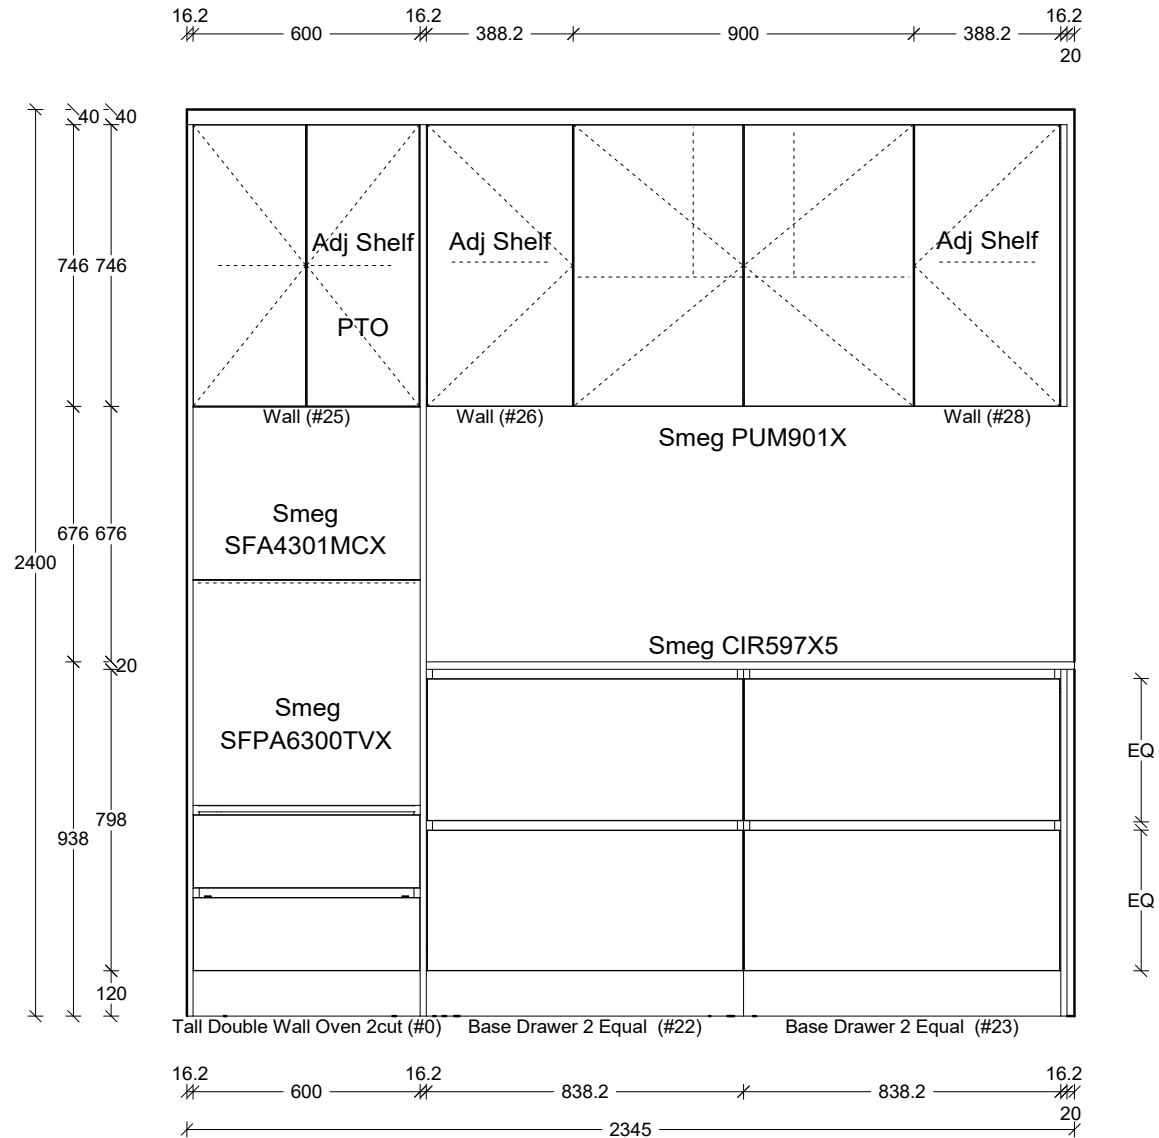 16.2 16.2 16.2
600 388.2 900 388.2
20
40 40
Adj Shelf Adj Shelf Adj Shelf
746 746
PTO
Wall (#25) Wall (#26) Wall (#28)
Smeg PUM901X
Smeg
SFA4301MCX
676 676
2400
Smeg CIR597X5
20
Smeg
SFPA6300TVX
EQ
798
938
EQ
120
Tall Double Wall Oven 2cut (#0) Base Drawer 2 Equal (#22) Base Drawer 2 Equal (#23)
16.2 16.2 16.2
600 838.2 838.2
20
2345